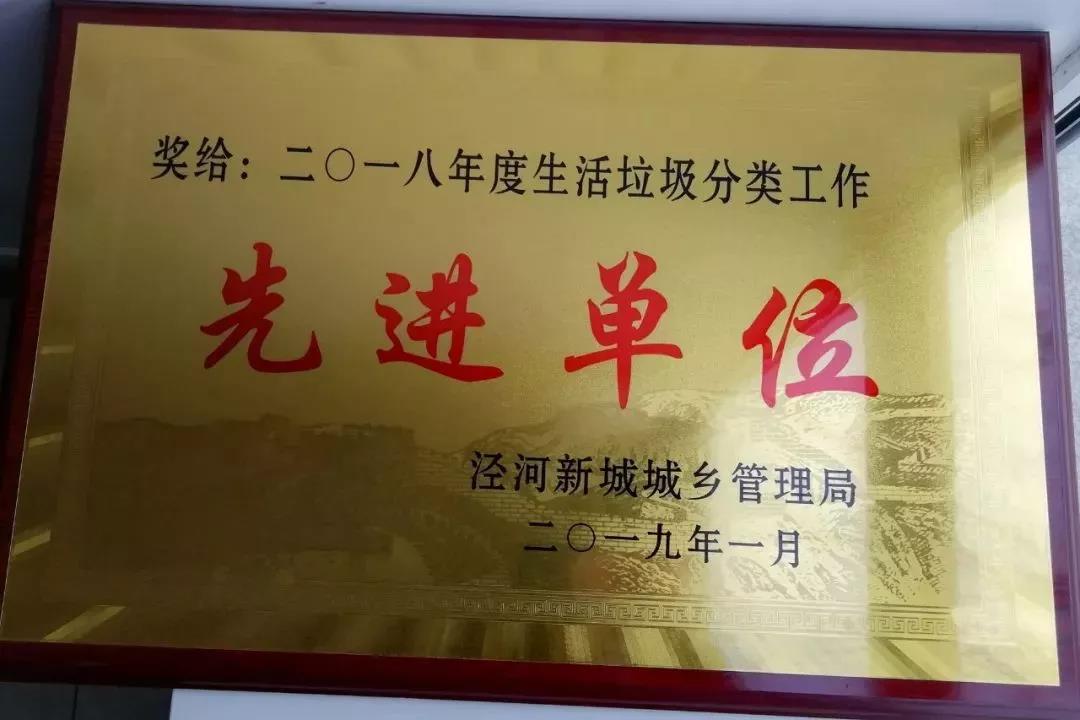 奖给：二〇一八年度生活垃圾分类工作
先进单位
泾河新城城乡管理局
二〇一九年一月